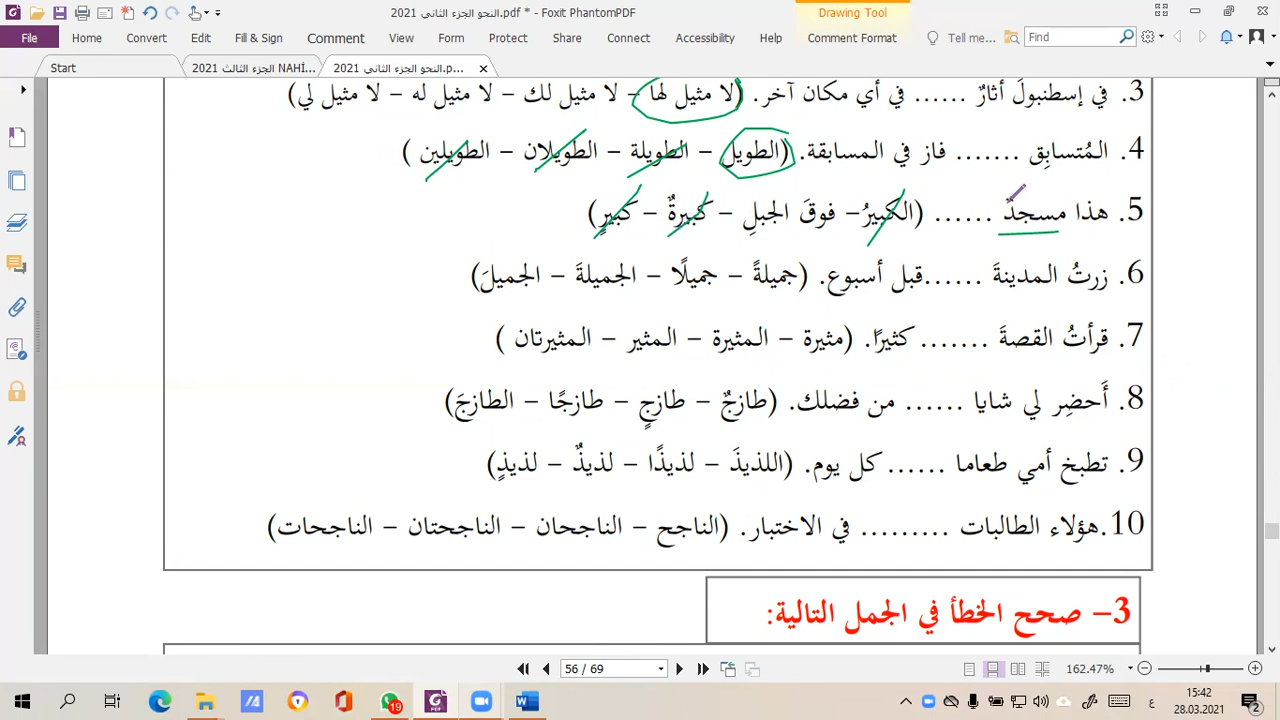 النحو الجزء الثاني 2021.pdf * - Foxit PhantomPDF
Drawing Tool
File Home Convert Edit Fill & Sign Comment View Form Protect Share Connect Accessibility Help Comment Format Tell me... Find
Start
الجزء الثالث 2021 NAHİ...
النحو الجزء الثاني 2021.p...
3. في إسطنبولَ أثارٌ ...... في أي مكان آخر. (لا مثيل لها – لا مثيل لك – لا مثيل له – لا مثيل لي)
4. المُتسابِق ....... فاز في المسابقة. (الطويل – الطويلة – الطويلان – الطويلين )
5. هذا مسجدٌ ...... (الكبيرُ– فوقَ الجبلِ – كبيرةٌ – كبيرٍ)
6. زرتُ المدينةَ ......قبل أسبوع. (جميلةً – جميلًا – الجميلةَ – الجميلَ)
7. قرأتُ القصةَ ....... كثيرًا. (مثيرة – المثيرة – المثير – المثيرتان )
8. أَحضِر لي شايا ...... من فضلك. (طازجٌ – طازجٍ – طازجًا – الطازجَ)
9. تطبخ أمي طعاما ...... كل يوم. (اللذيذَ – لذيذًا – لذيذٌ – لذيذٍ)
10.هؤلاء الطالبات ......... في الاختبار. (الناجح – الناجحان – الناجحتان – الناجحات)
3– صحح الخطأ في الجمل التالية:
56 / 69
162.47%
19
ع
15:42
28.03.2021
2